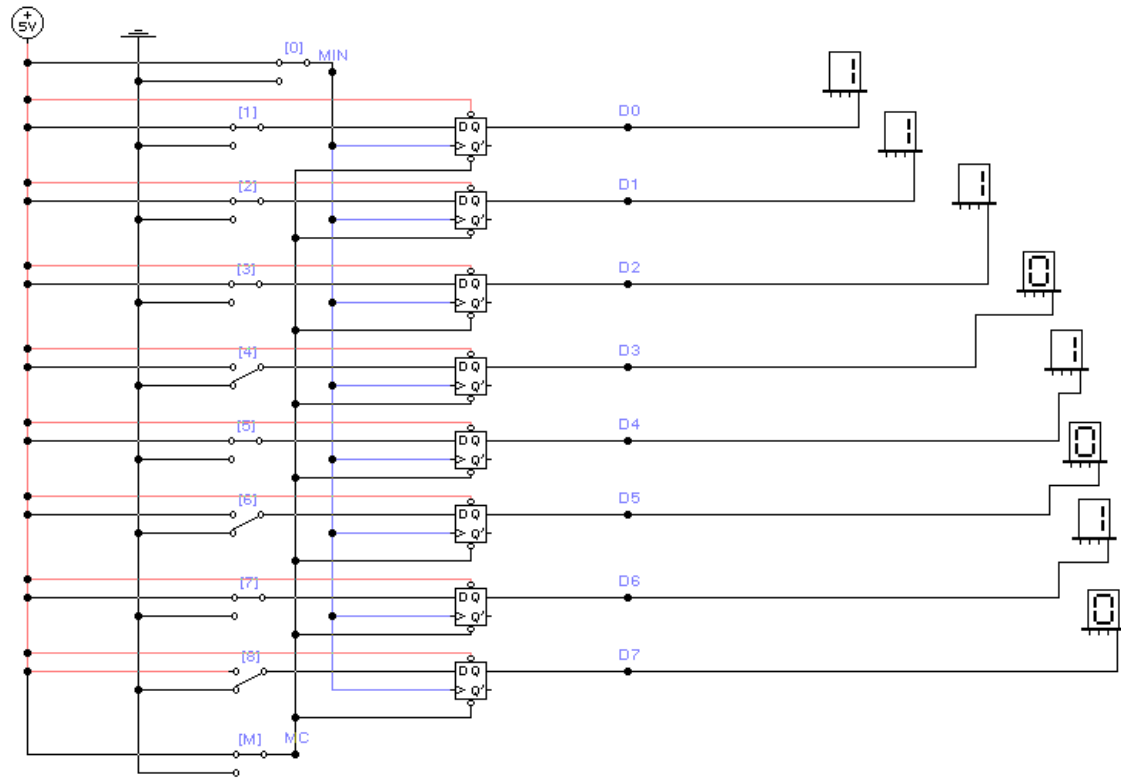 +
5V
[0] MIN
1
[1] D0
D Q
> Q'
1
[2] D1
D Q
> Q'
1
[3] D2
D Q
> Q'
0
[4] D3
D Q
> Q'
1
[5] D4
D Q
> Q'
0
[6] D5
D Q
> Q'
1
[7] D6
D Q
> Q'
0
[8] D7
D Q
> Q'
[M] MC